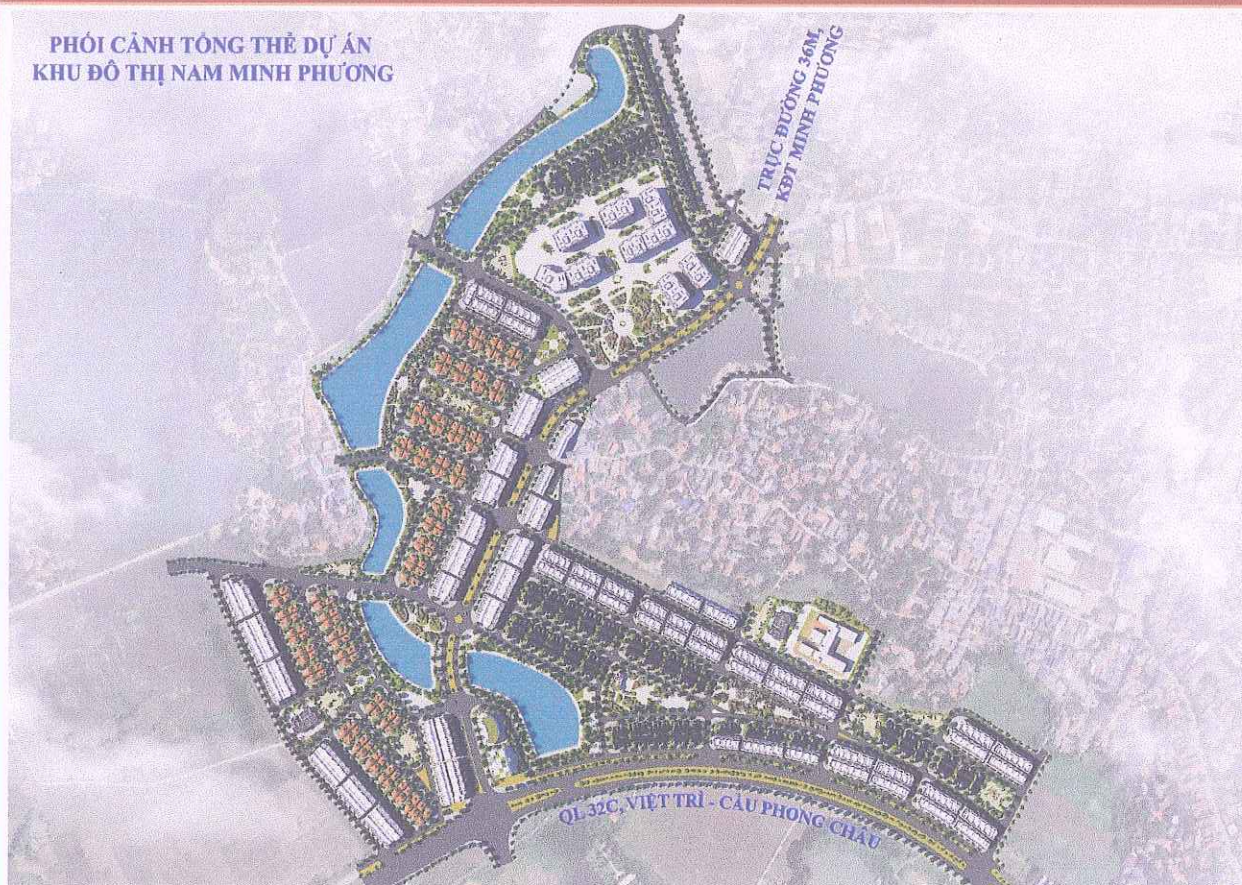 PHỐI CẢNH TỔNG THỂ DỰ ÁN
KHU ĐÔ THỊ NAM MINH PHƯƠNG
TRỤC ĐƯỜNG 36M,
KĐT MINH PHƯƠNG
QL 32C, VIỆT TRÌ - CẦU PHONG CHÂU